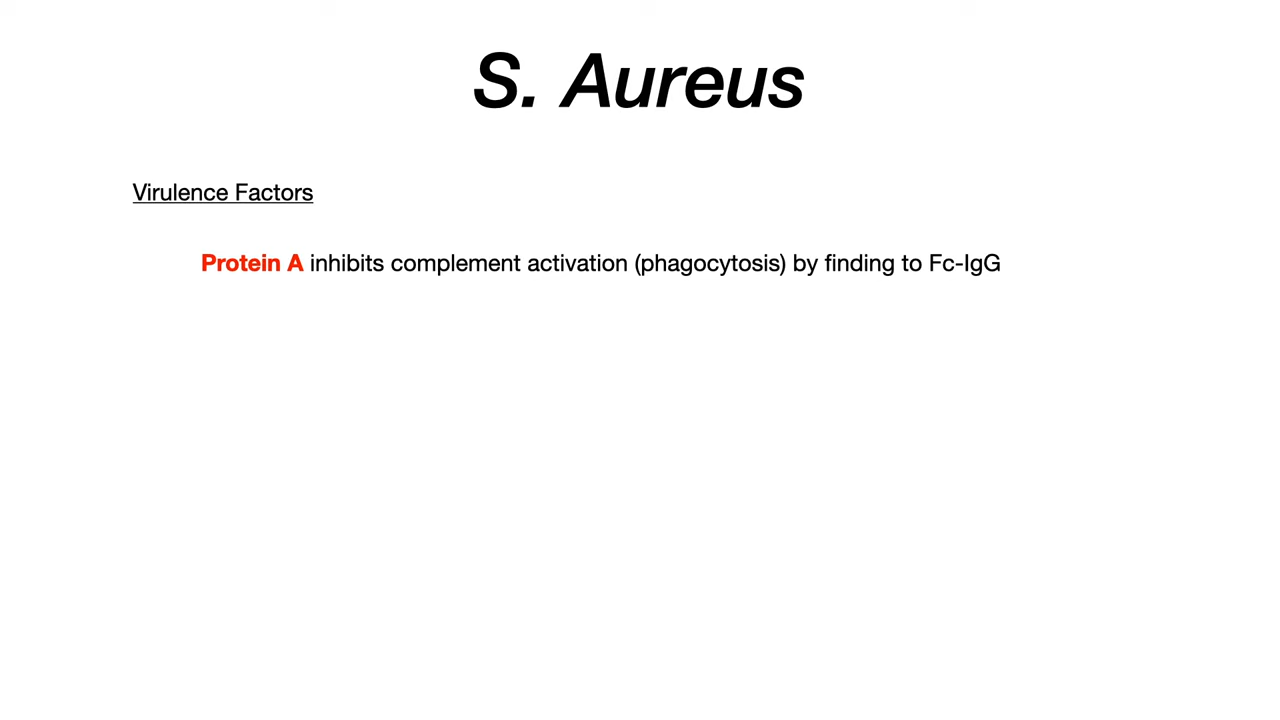 S. Aureus
Virulence Factors
Protein A inhibits complement activation (phagocytosis) by finding to Fc-IgG